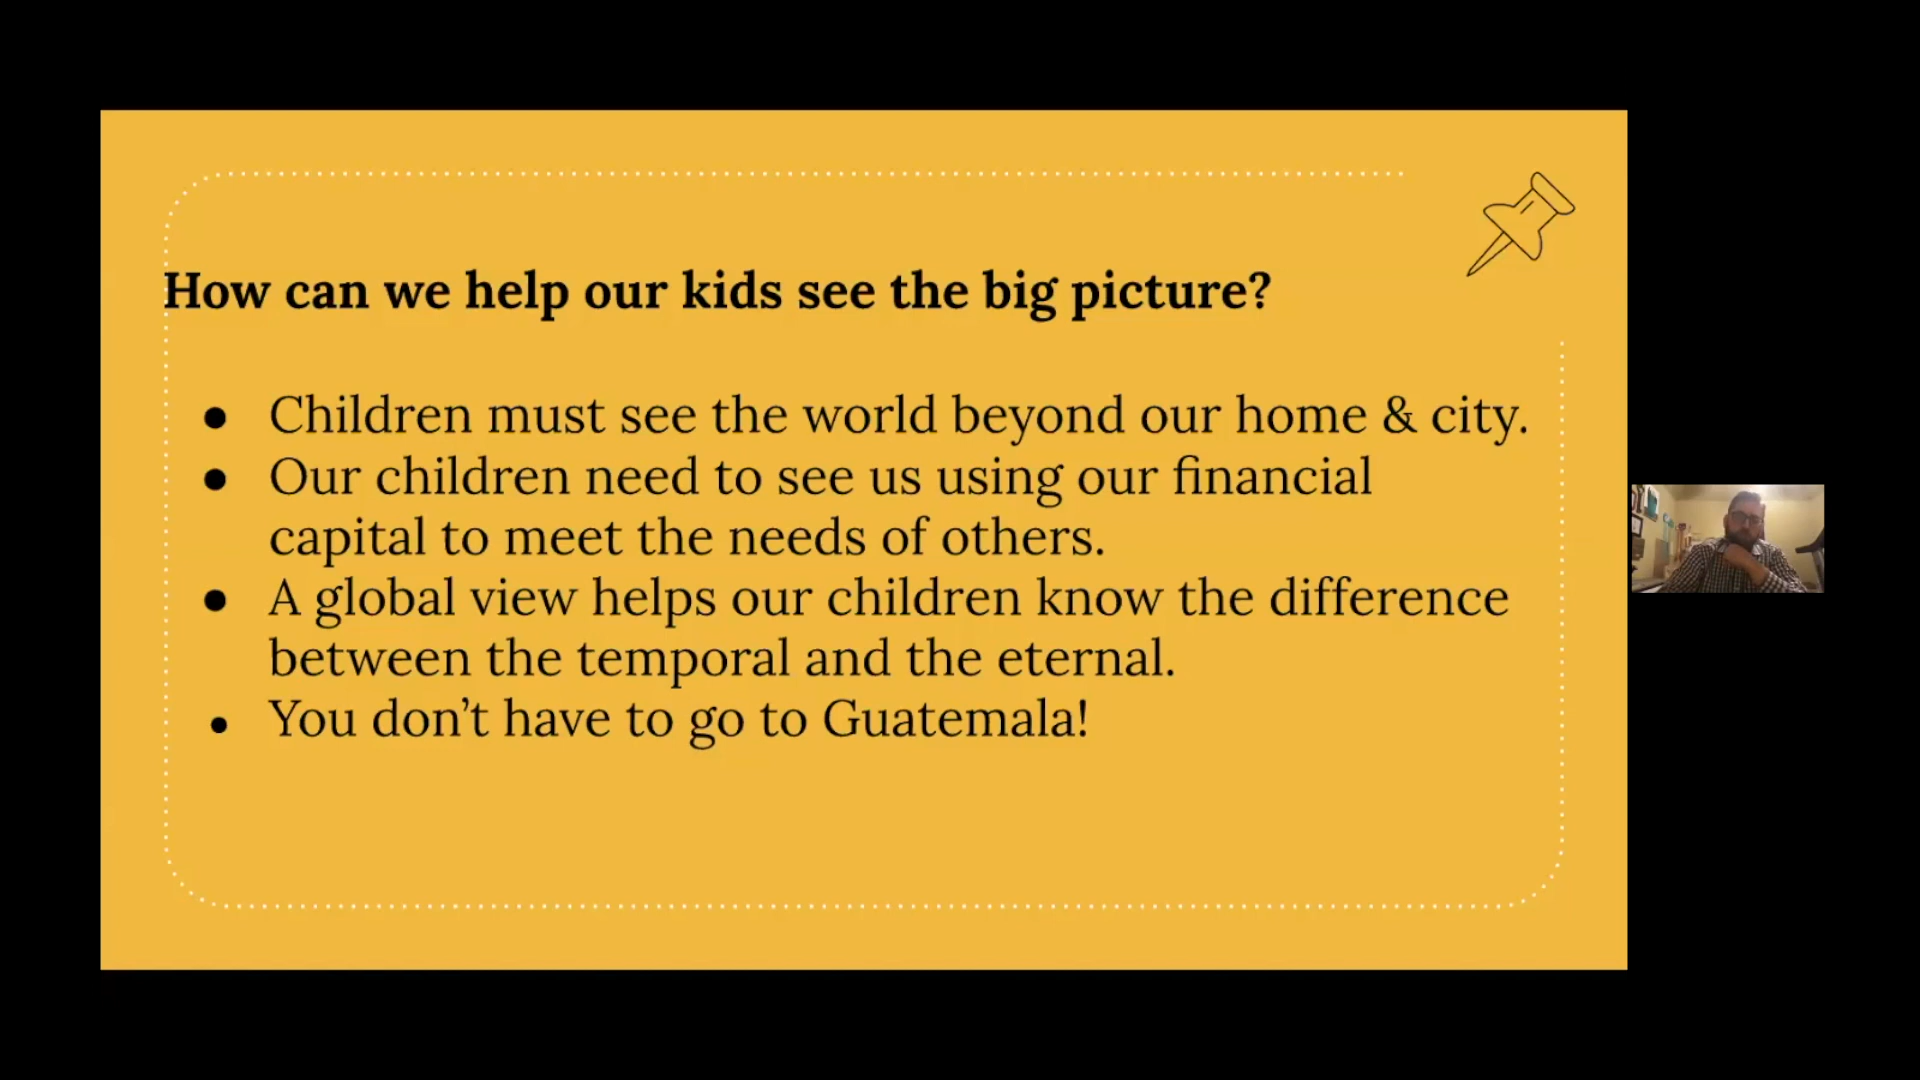 How can we help our kids see the big picture?
● Children must see the world beyond our home & city.
● Our children need to see us using our financial
capital to meet the needs of others.
● A global view helps our children know the difference
between the temporal and the eternal.
● You don’t have to go to Guatemala!